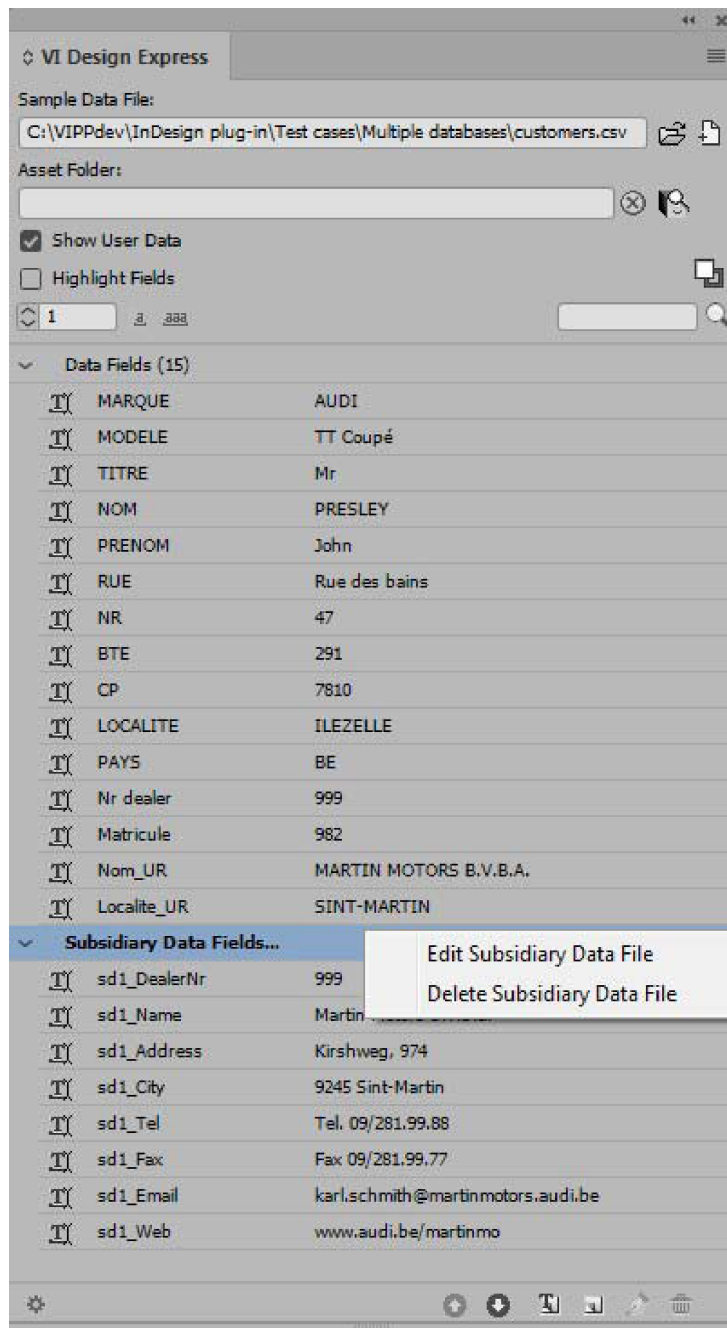 VI Design Express
Sample Data File:
C:\VIPPdev\InDesign plug-in\Test cases\Multiple databases\customers.csv
Asset Folder:
Show User Data
Highlight Fields
1 a aaa
Data Fields (15)
MARQUE AUDI
MODELE TT Coupé
TITRE Mr
NOM PRESLEY
PRENOM John
RUE Rue des bains
NR 47
BTE 291
CP 7810
LOCALITE ILEZELLE
PAYS BE
Nr dealer 999
Matricule 982
Nom_UR MARTIN MOTORS B.V.B.A.
Localite_UR SINT-MARTIN
Subsidiary Data Fields...
Edit Subsidiary Data File
Delete Subsidiary Data File
sd1_DealerNr 999
sd1_Name Martin
sd1_Address Kirshweg, 974
sd1_City 9245 Sint-Martin
sd1_Tel Tel. 09/281.99.88
sd1_Fax Fax 09/281.99.77
sd1_Email karl.schmith@martinmotors.audi.be
sd1_Web www.audi.be/martinmo